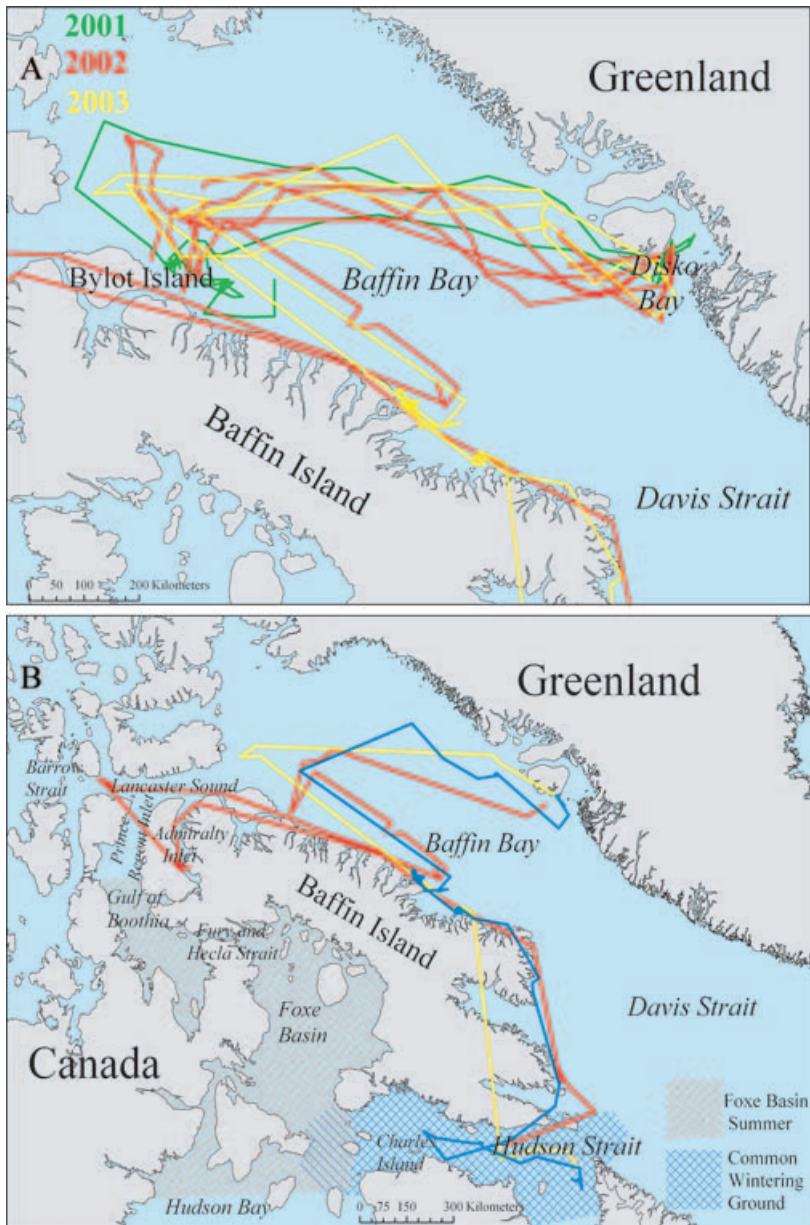 2001
A
2002
2003
Greenland
Bylot Island
Baffin Bay
Disko
Bay
Baffin Island
Davis Strait
0 50 100 200 Kilometers
B
Greenland
Barrow
Strait
Lancaster Sound
Prince
Regent Inlet
Admiralty
Inlet
Baffin Bay
Gulf of
Boothia
Fury and
Hecla Strait
Baffin Island
Foxe
Basin
Davis Strait
Canada
Foxe Basin
Summer
Charles
Island
Hudson Strait
Common
Wintering
Ground
Hudson Bay
0 75 150 300 Kilometers